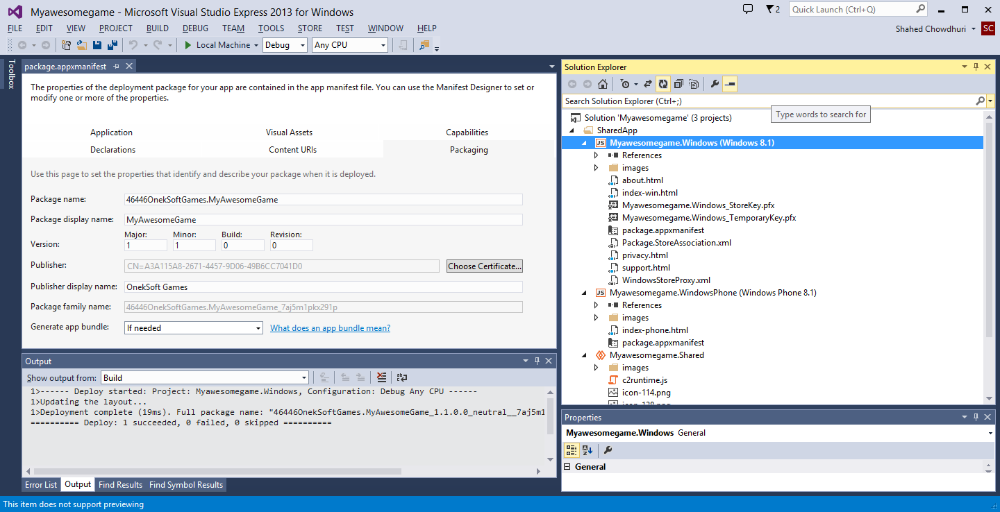 Myawesomegame - Microsoft Visual Studio Express 2013 for Windows
2
Quick Launch (Ctrl+Q)
FILE EDIT VIEW PROJECT BUILD DEBUG TEAM TOOLS STORE TEST WINDOW HELP
Shahed Chowdhuri SC
Local Machine Debug Any CPU
Toolbox
package.appxmanifest
The properties of the deployment package for your app are contained in the app manifest file. You can use the Manifest Designer to set or
modify one or more of the properties.
Application Visual Assets Capabilities
Declarations Content URIs Packaging
Use this page to set the properties that identify and describe your package when it is deployed.
Package name: 46446OnekSoftGames.MyAwesomeGame
Package display name: MyAwesomeGame
Major: Minor: Build: Revision:
Version: 1 1 0 0
Publisher: CN=A3A115A8-2671-4457-9D06-49B6CC7041D0 Choose Certificate...
Publisher display name: OnekSoft Games
Package family name: 46446OnekSoftGames.MyAwesomeGame_7aj5m1pkx291p
Generate app bundle: If needed What does an app bundle mean?
Output
Show output from: Build
1>------ Deploy started: Project: Myawesomegame.Windows, Configuration: Debug Any CPU ------
1>Updating the layout...
1>Deployment complete (19ms). Full package name: "46446OnekSoftGames.MyAwesomeGame_1.1.0.0_neutral__7aj5m1
========== Deploy: 1 succeeded, 0 failed, 0 skipped ==========
Error List Output Find Results Find Symbol Results
This item does not support previewing
Solution Explorer
Search Solution Explorer (Ctrl+;)
Type words to search for
Solution 'Myawesomegame' (3 projects)
SharedApp
JS Myawesomegame.Windows (Windows 8.1)
References
images
about.html
index-win.html
Myawesomegame.Windows_StoreKey.pfx
Myawesomegame.Windows_TemporaryKey.pfx
package.appxmanifest
Package.StoreAssociation.xml
privacy.html
support.html
WindowsStoreProxy.xml
JS Myawesomegame.WindowsPhone (Windows Phone 8.1)
References
images
index-phone.html
package.appxmanifest
Myawesomegame.Shared
images
c2runtime.js
icon-114.png
icon-128.png
Properties
Myawesomegame.Windows General
General